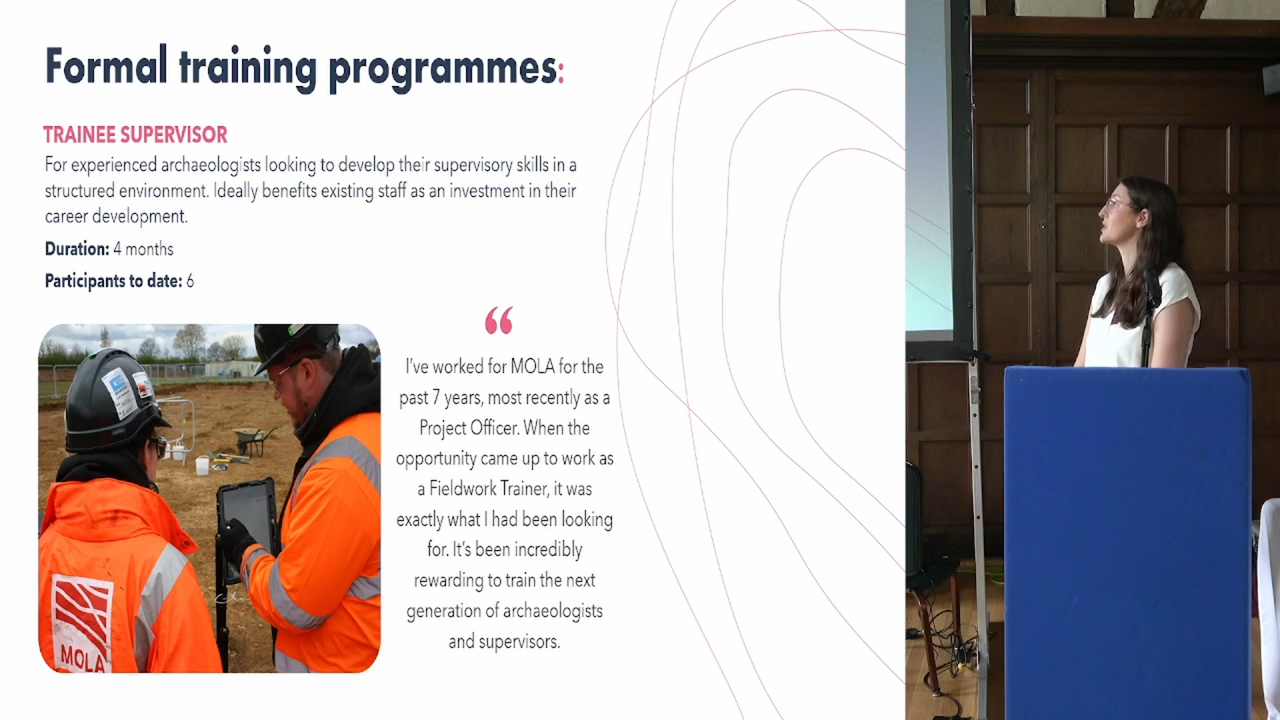 Formal training programmes:
TRAINEE SUPERVISOR
For experienced archaeologists looking to develop their supervisory skills in a
structured environment. Ideally benefits existing staff as an investment in their
career development.
Duration: 4 months
Participants to date: 6
“
I’ve worked for MOLA for the
past 7 years, most recently as a
Project Officer. When the
opportunity came up to work as
a Fieldwork Trainer, it was
exactly what I had been looking
for. It’s been incredibly
rewarding to train the next
generation of archaeologists
and supervisors.
MOLA